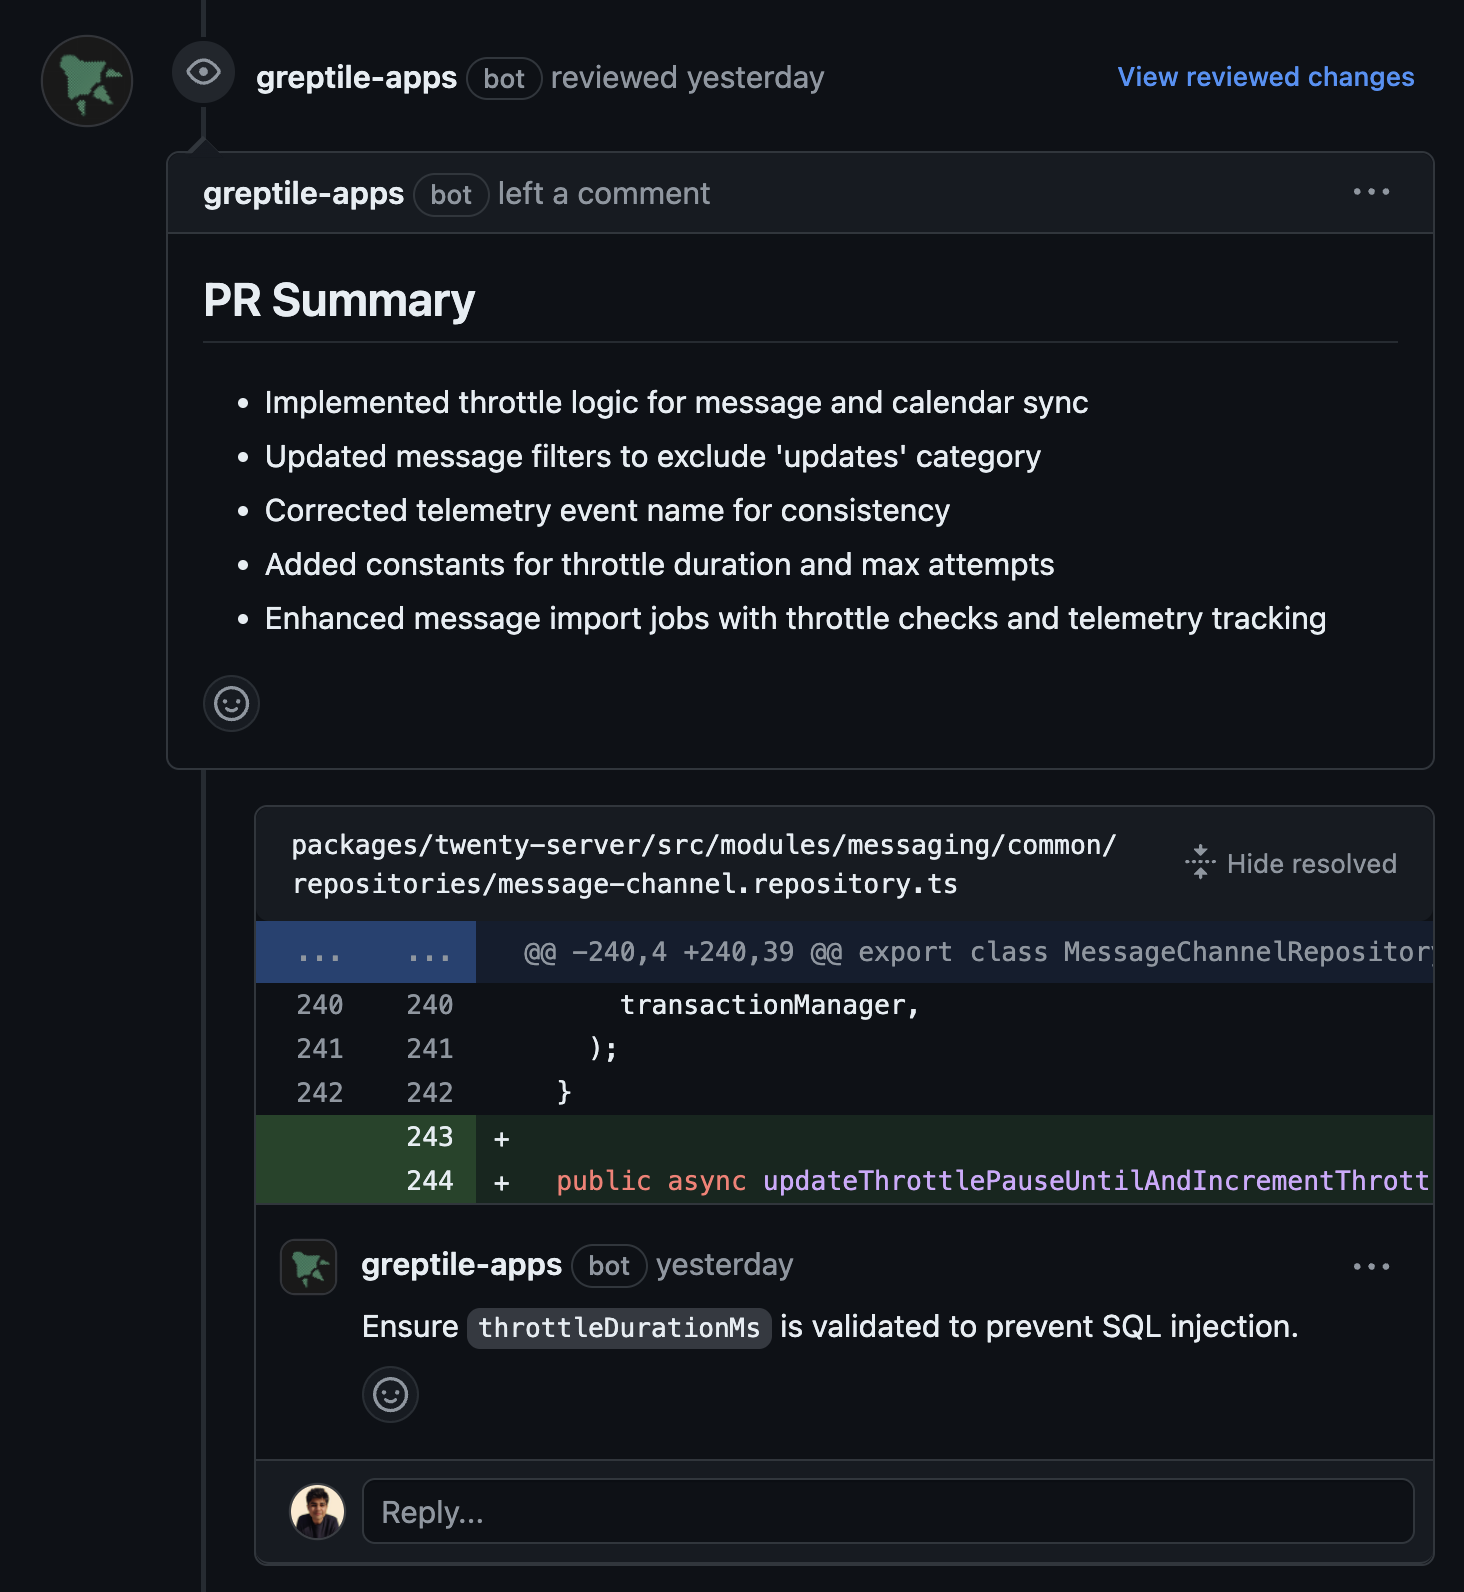 greptile-apps bot reviewed yesterday View reviewed changes
greptile-apps bot left a comment ...
PR Summary
• Implemented throttle logic for message and calendar sync
• Updated message filters to exclude 'updates' category
• Corrected telemetry event name for consistency
• Added constants for throttle duration and max attempts
• Enhanced message import jobs with throttle checks and telemetry tracking
packages/twenty-server/src/modules/messaging/common/
repositories/message-channel.repository.ts
Hide resolved
... ... @@ -240,4 +240,39 @@ export class MessageChannelRepository
240 240 transactionManager,
241 241 );
242 242 }
243 +
244 + public async updateThrottlePauseUntilAndIncrementThrott
greptile-apps bot yesterday ...
Ensure throttleDurationMs is validated to prevent SQL injection.
Reply...